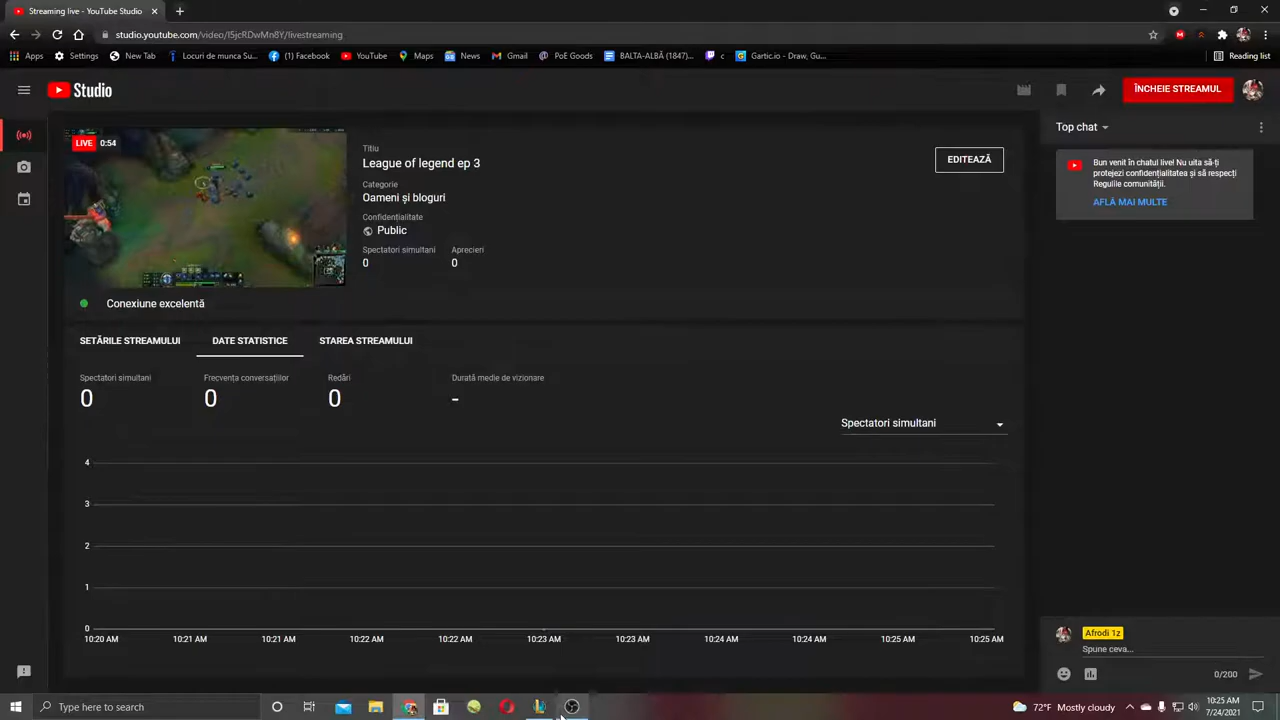 Streaming live - YouTube Studio
studio.youtube.com/video/I5jcRDwMn8Y/livestreaming
Apps Settings New Tab Locuri de munca Su... (1) Facebook YouTube Maps News Gmail PoE Goods BALTA-ALBĂ (1847)... c Gartic.io - Draw, Gu... Reading list
Studio
ÎNCHEIE STREAMUL
LIVE 0:54
Titlu
League of legend ep 3
EDITEAZĂ
Categorie
Oameni și bloguri
Confidențialitate
Public
Spectatori simultani Aprecieri
0 0
Conexiune excelentă
Top chat
Bun venit în chatul live! Nu uita să-ți
protejezi confidențialitatea și să respecți
Regulile comunității.
AFLĂ MAI MULTE
SETĂRILE STREAMULUI DATE STATISTICE STAREA STREAMULUI
Spectatori simultani Frecvența conversațiilor Redări Durată medie de vizionare
0 0 0 -
Spectatori simultani
4
3
2
1
0
10:20 AM 10:21 AM 10:21 AM 10:22 AM 10:22 AM 10:23 AM 10:23 AM 10:24 AM 10:24 AM 10:25 AM 10:25 AM
Afrodi 1z
Spune ceva...
0/200
Type here to search
72°F Mostly cloudy
10:25 AM
7/24/2021